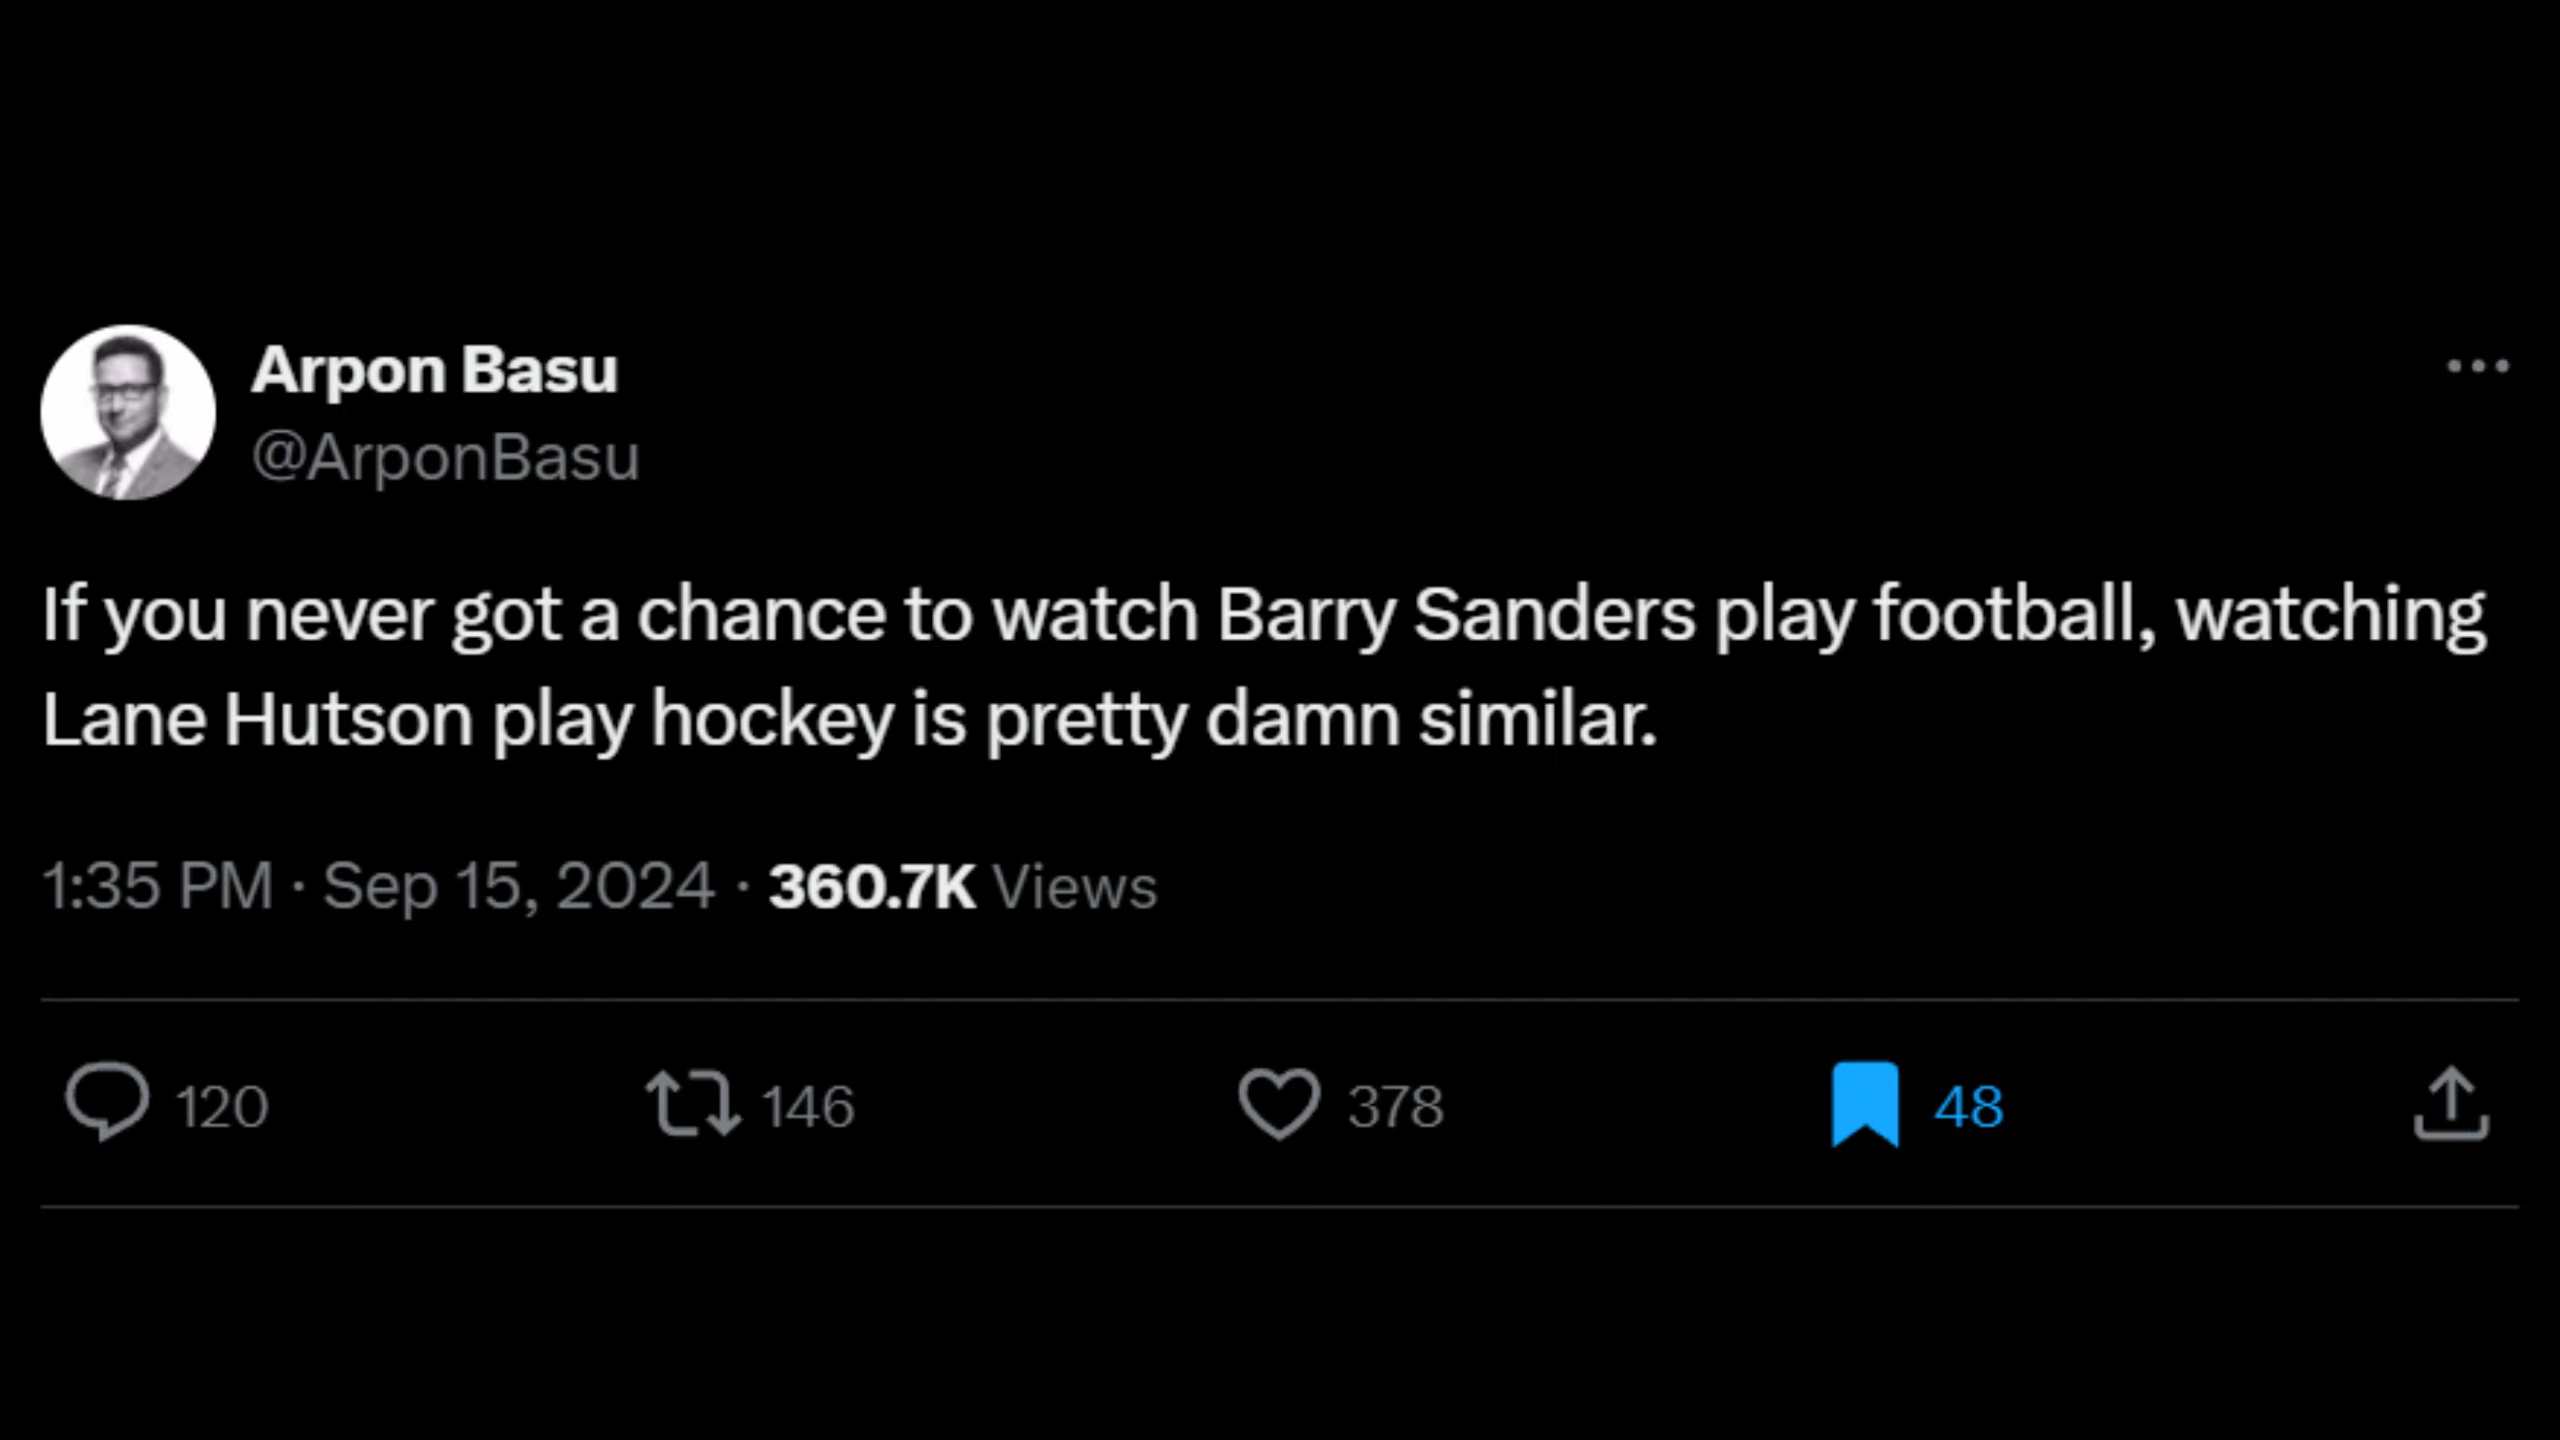 Arpon Basu
@ArponBasu
If you never got a chance to watch Barry Sanders play football, watching
Lane Hutson play hockey is pretty damn similar.
1:35 PM · Sep 15, 2024 · 360.7K Views
120 146 378 48